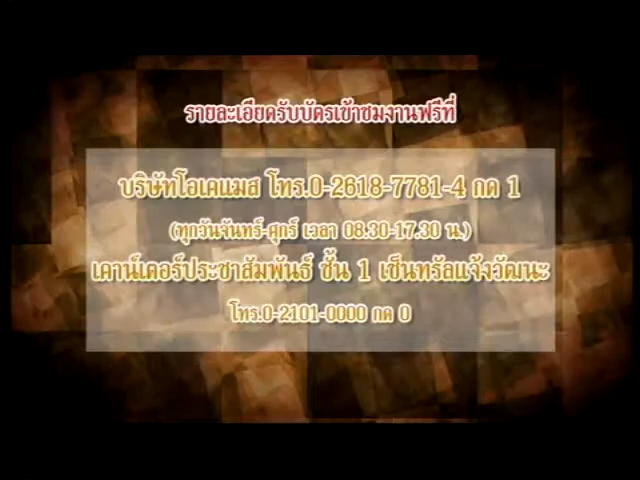 รายละเอียดรับบัตรเข้าชมงานฟรีที่
บริษัทโอเคแมส โทร.0-2618-7781-4 กด 1
(ทุกวันจันทร์-ศุกร์ เวลา 08.30-17.30 น.)
เคาน์เตอร์ประชาสัมพันธ์ ชั้น 1 เซ็นทรัลแจ้งวัฒนะ
โทร.0-2101-0000 กด 0